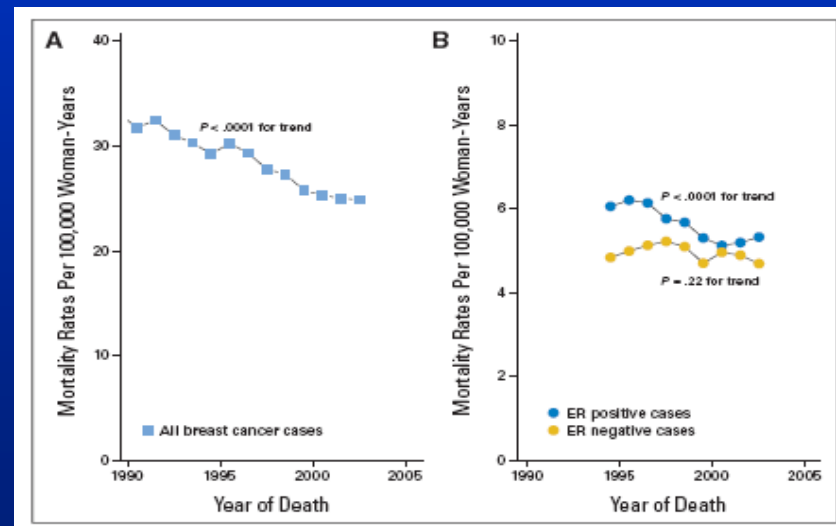 A
Mortality Rates Per 100,000 Woman-Years
40
30
20
10
0
P < .0001 for trend
All breast cancer cases
1990
1995
2000
2005
Year of Death
B
Mortality Rates Per 100,000 Woman-Years
10
8
6
4
2
0
P < .0001 for trend
P = .22 for trend
ER positive cases
ER negative cases
1990
1995
2000
2005
Year of Death